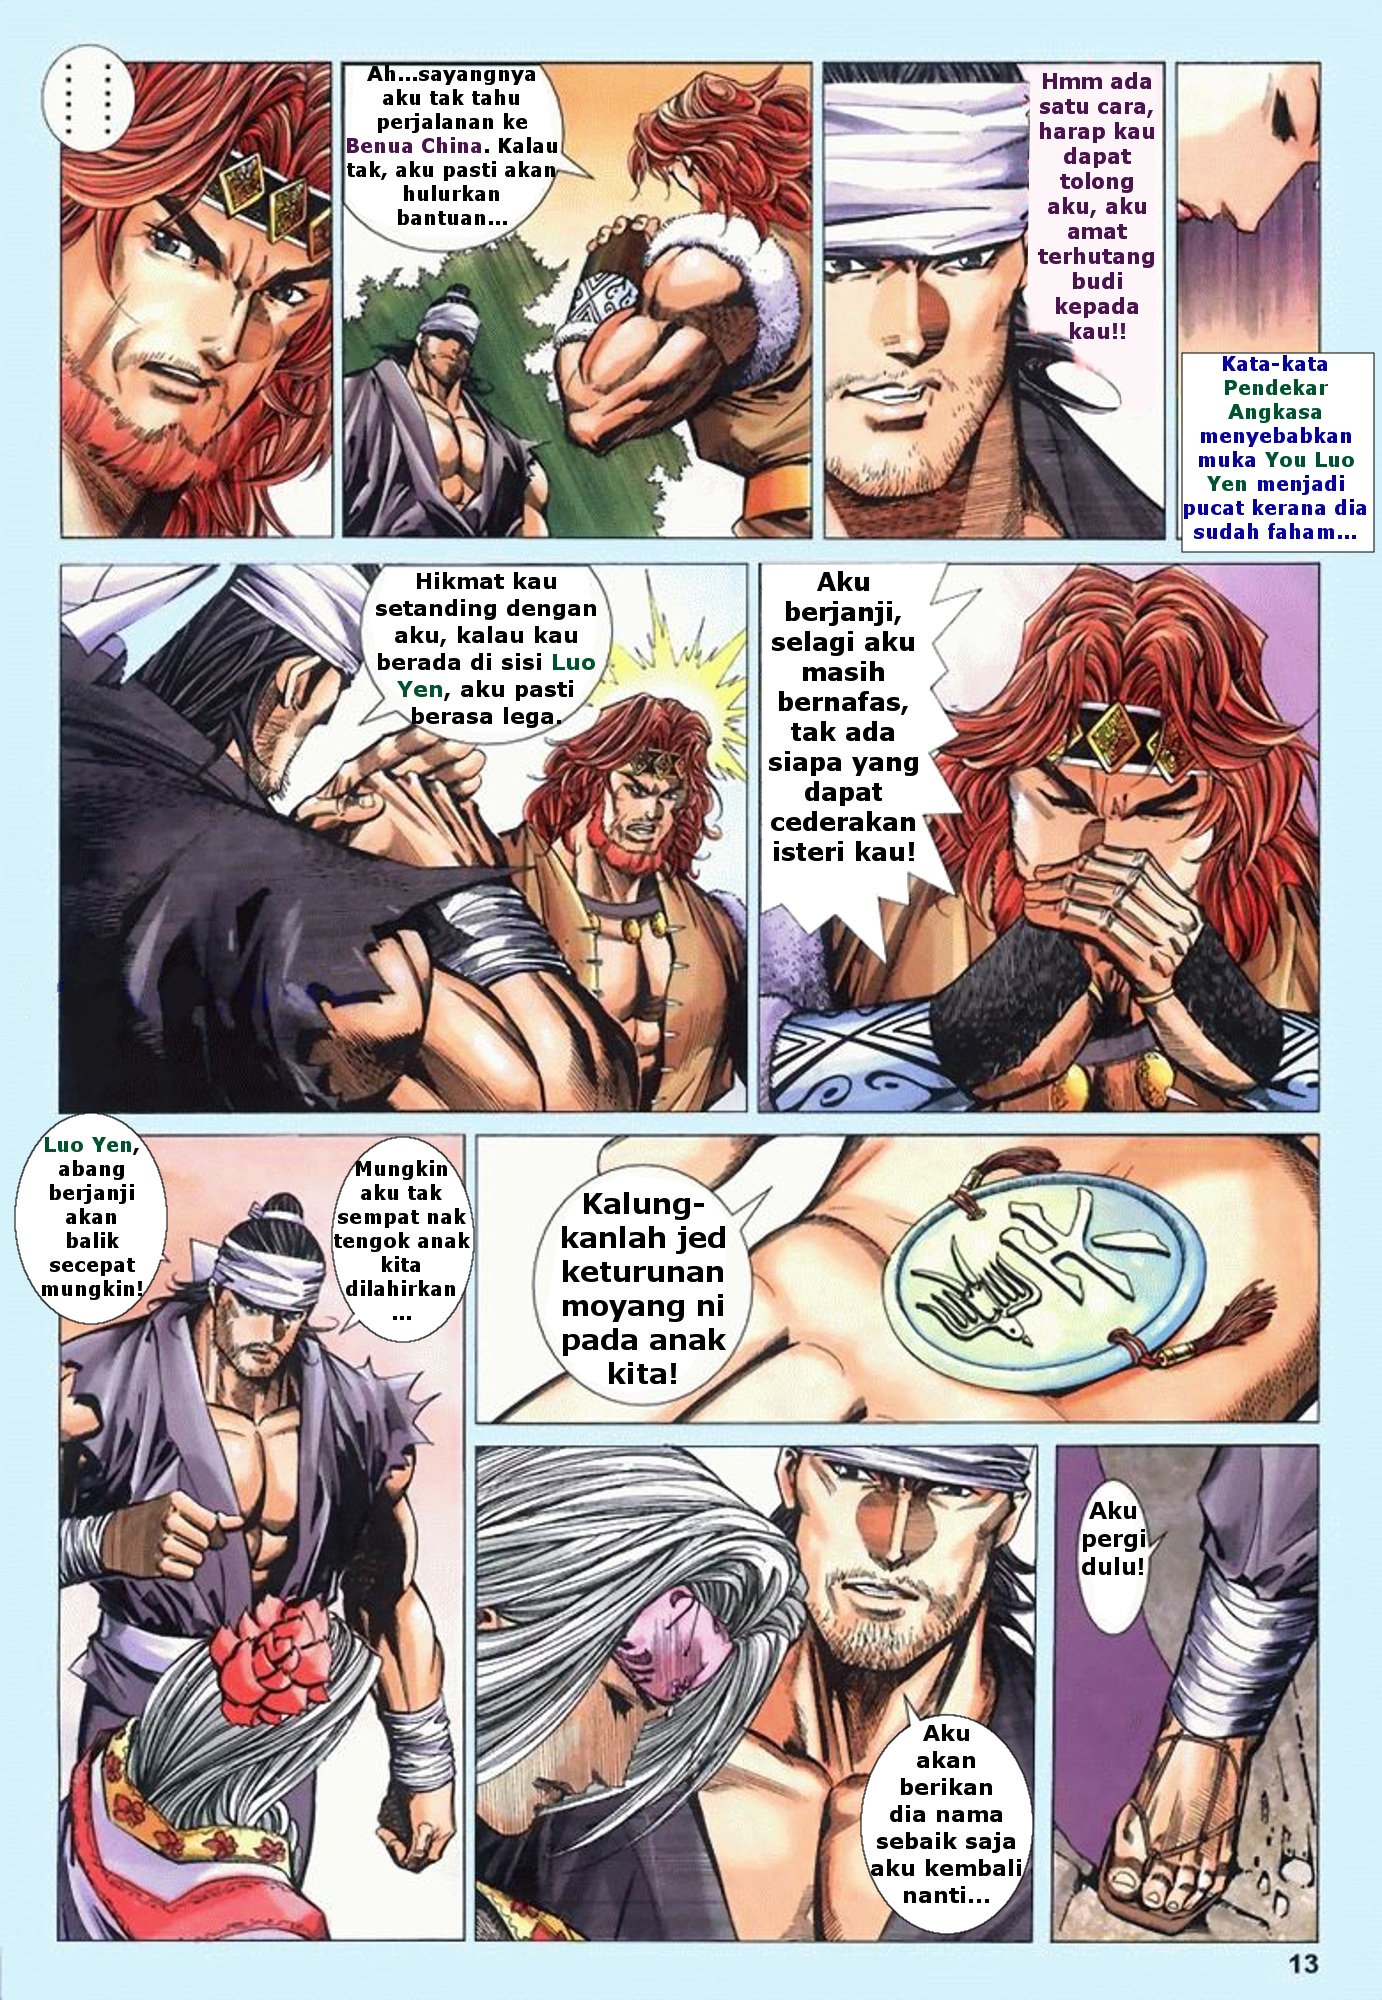 ......
......
Ah...sayangnya
aku tak tahu
perjalanan ke
Benua China. Kalau
tak, aku pasti akan
hulurkan
bantuan...
Hmm ada
satu cara,
harap kau
dapat
tolong
aku, aku
amat
terhutang
budi
kepada
kau!!
Kata-kata
Pendekar
Angkasa
menyebabkan
muka You Luo
Yen menjadi
pucat kerana dia
sudah faham...
Hikmat kau
setanding dengan
aku, kalau kau
berada di sisi Luo
Yen, aku pasti
berasa lega.
Aku
berjanji,
selagi aku
masih
bernafas,
tak ada
siapa yang
dapat
cederakan
isteri kau!
Luo Yen,
abang
berjanji
akan
balik
secepat
mungkin!
Mungkin
aku tak
sempat nak
tengok anak
kita
dilahirkan
...
Kalung-
kanlah jed
keturunan
moyang ni
pada anak
kita!
Aku
akan
berikan
dia nama
sebaik saja
aku kembali
nanti...
Aku
pergi
dulu!
13